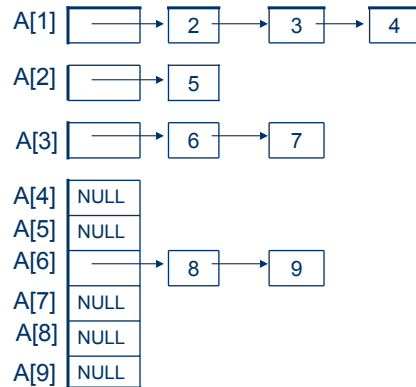 A[1] 2 3 4
A[2] 5
A[3] 6 7
A[4] NULL
A[5] NULL
A[6] 8 9
A[7] NULL
A[8] NULL
A[9] NULL